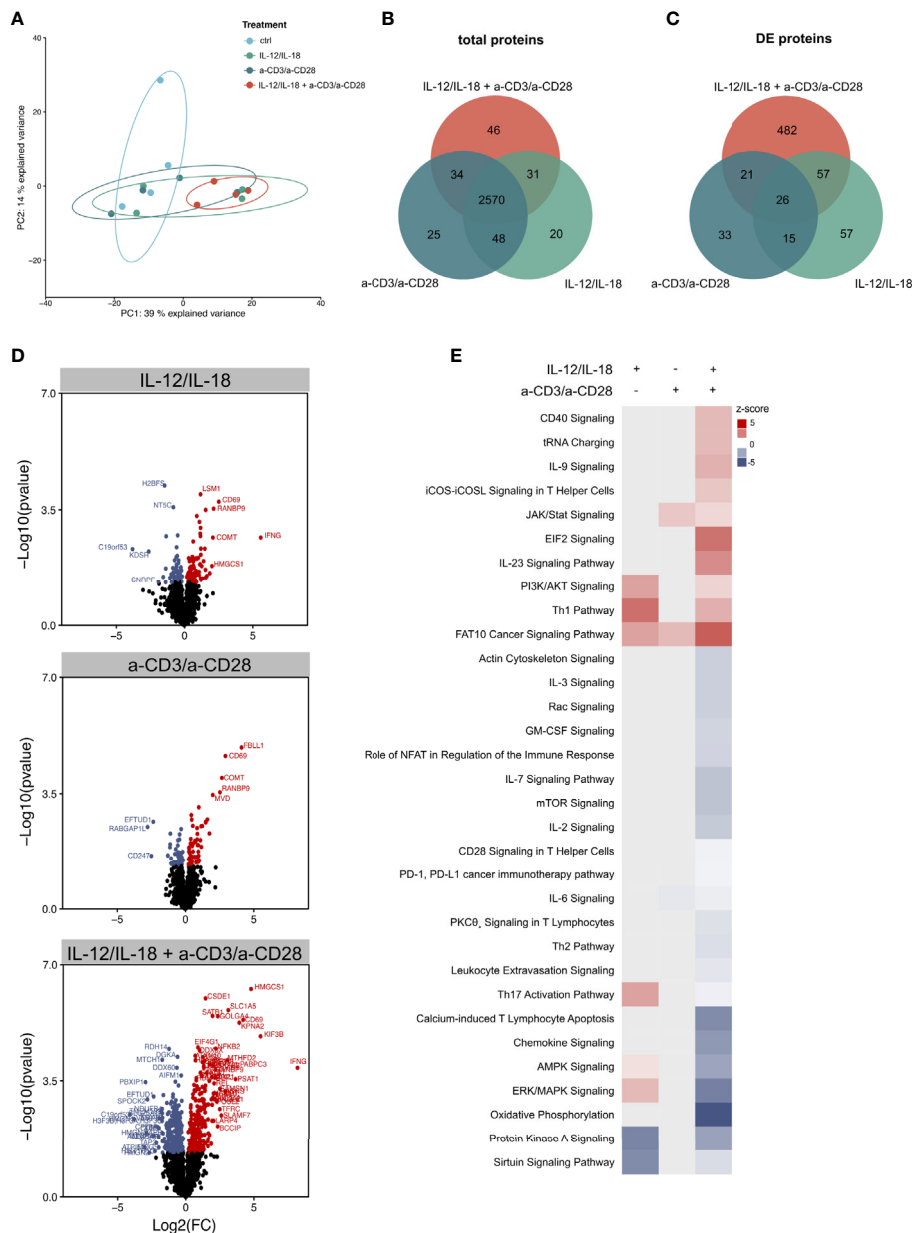 A
Treatment
ctrl
IL-12/IL-18
a-CD3/a-CD28
IL-12/IL-18 + a-CD3/a-CD28
40
20
0
−20
−40
−20
0
20
40
PC2: 14 % explained variance
PC1: 39 % explained variance
B
total proteins
IL-12/IL-18 + a-CD3/a-CD28
46
34
31
2570
25
48
20
a-CD3/a-CD28
IL-12/IL-18
C
DE proteins
IL-12/IL-18 + a-CD3/a-CD28
482
21
57
26
33
15
57
a-CD3/a-CD28
IL-12/IL-18
D
IL-12/IL-18
7.0
3.5
0.0
−Log10(pvalue)
H2BFS
LSM1
CD69
NT5C
RANBP9
C19orf53
KDSR
COMT
IFNG
HMGCS1
−5
0
5
a-CD3/a-CD28
7.0
3.5
0.0
−Log10(pvalue)
FBLL1
CD69
COMT
RANBP9
MVD
EFTUD1
RABGAP1L
CD247
−5
0
5
IL-12/IL-18 + a-CD3/a-CD28
7.0
3.5
0.0
−Log10(pvalue)
HMGCS1
CSDE1
SLC1A5
SATB1
GOLGA4
CD69
KPNA2
KIF3B
EIF4G1
NFKB2
RDH14
DGKA
MTCH1
DDX60
MTHFD2
PABPC3
IFNG
AIFM1
PSAT1
PBXIP1
EFTUD1
SPOCK2
TFRC
SLAMF7
LARP4
BCCIP
−5
0
5
Log2(FC)
E
IL-12/IL-18 + - +
a-CD3/a-CD28 - + +
z-score
5
0
-5
CD40 Signaling
tRNA Charging
IL-9 Signaling
iCOS-iCOSL Signaling in T Helper Cells
JAK/Stat Signaling
EIF2 Signaling
IL-23 Signaling Pathway
PI3K/AKT Signaling
Th1 Pathway
FAT10 Cancer Signaling Pathway
Actin Cytoskeleton Signaling
IL-3 Signaling
Rac Signaling
GM-CSF Signaling
Role of NFAT in Regulation of the Immune Response
IL-7 Signaling Pathway
mTOR Signaling
IL-2 Signaling
CD28 Signaling in T Helper Cells
PD-1, PD-L1 cancer immunotherapy pathway
IL-6 Signaling
PKCθ¸ Signaling in T Lymphocytes
Th2 Pathway
Leukocyte Extravasation Signaling
Th17 Activation Pathway
Calcium-induced T Lymphocyte Apoptosis
Chemokine Signaling
AMPK Signaling
ERK/MAPK Signaling
Oxidative Phosphorylation
Protein Kinase A Signaling
Sirtuin Signaling Pathway